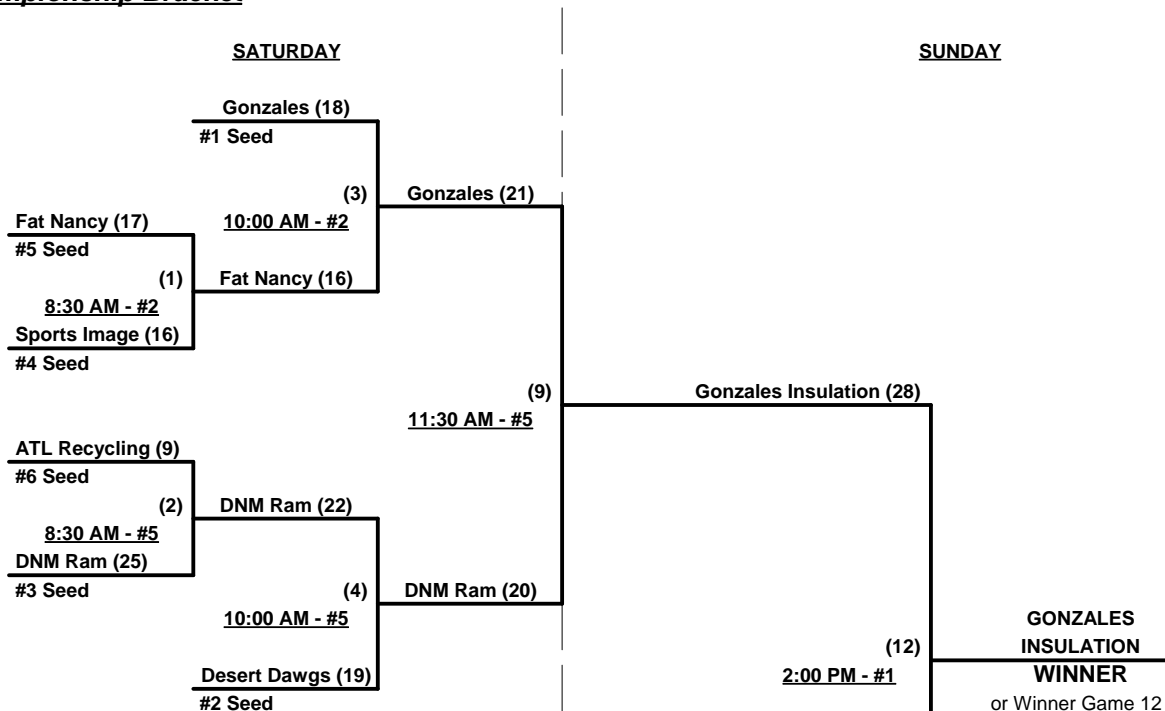 SATURDAY
SUNDAY
Gonzales (18)
#1 Seed
(3)
10:00 AM - #2
Gonzales (21)
Fat Nancy (17)
#5 Seed
(1)
8:30 AM - #2
Fat Nancy (16)
Sports Image (16)
#4 Seed
(9)
11:30 AM - #5
Gonzales Insulation (28)
ATL Recycling (9)
#6 Seed
(2)
8:30 AM - #5
DNM Ram (22)
DNM Ram (25)
#3 Seed
(4)
10:00 AM - #5
DNM Ram (20)
Desert Dawgs (19)
#2 Seed
(12)
2:00 PM - #1
GONZALES
INSULATION
WINNER
or Winner Game 12